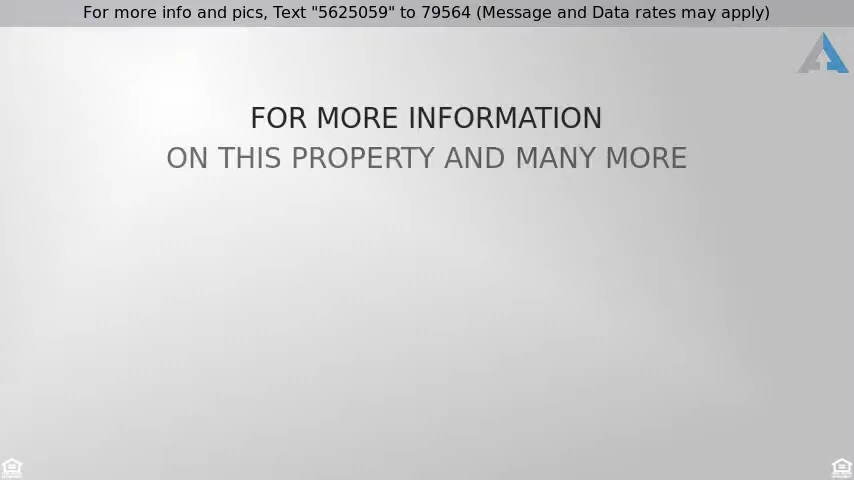 For more info and pics, Text "5625059" to 79564 (Message and Data rates may apply)
FOR MORE INFORMATION
ON THIS PROPERTY AND MANY MORE